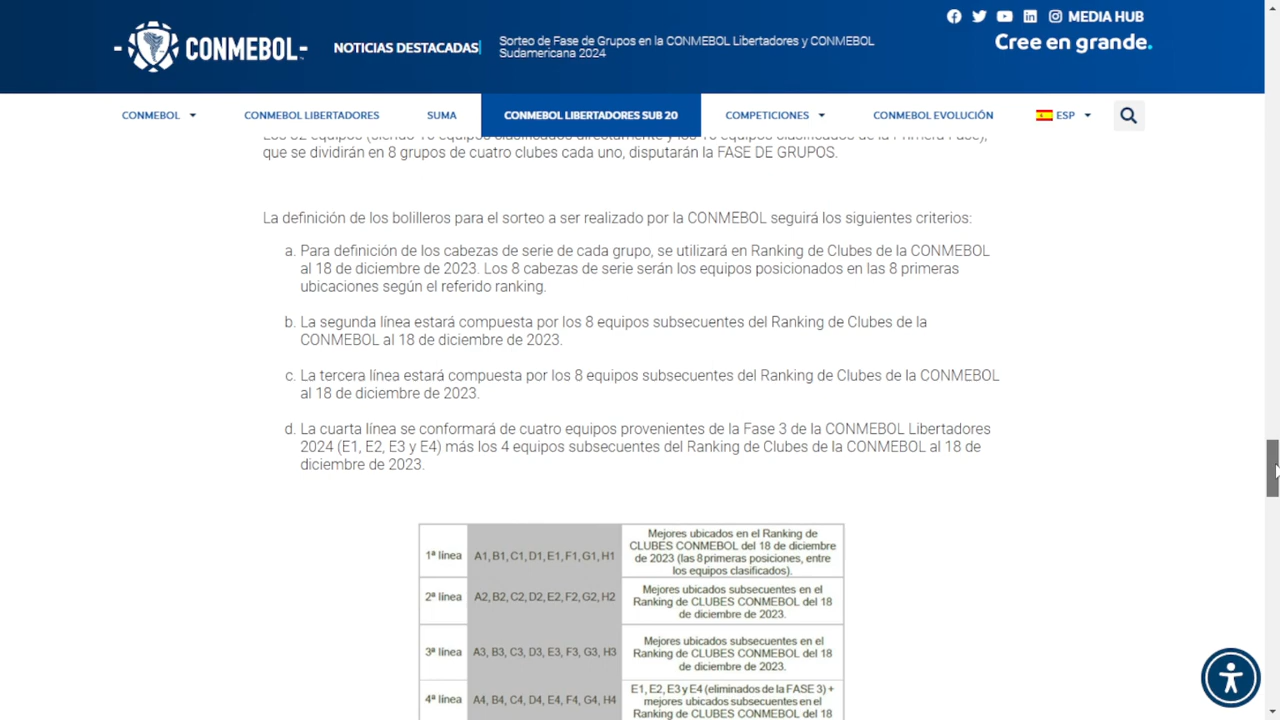 MEDIA HUB
CONMEBOL
NOTICIAS DESTACADAS
Sorteo de Fase de Grupos en la CONMEBOL Libertadores y CONMEBOL
Sudamericana 2024
Cree en grande.
CONMEBOL
CONMEBOL LIBERTADORES
SUMA
CONMEBOL LIBERTADORES SUB 20
COMPETICIONES
CONMEBOL EVOLUCIÓN
ESP
Los 32 equipos (siendo 16 equipos clasificados directamente y los 16 equipos clasificados de la Primera Fase),
que se dividirán en 8 grupos de cuatro clubes cada uno, disputarán la FASE DE GRUPOS.
La definición de los bolilleros para el sorteo a ser realizado por la CONMEBOL seguirá los siguientes criterios:
a. Para definición de los cabezas de serie de cada grupo, se utilizará en Ranking de Clubes de la CONMEBOL
al 18 de diciembre de 2023. Los 8 cabezas de serie serán los equipos posicionados en las 8 primeras
ubicaciones según el referido ranking.
b. La segunda línea estará compuesta por los 8 equipos subsecuentes del Ranking de Clubes de la
CONMEBOL al 18 de diciembre de 2023.
c. La tercera línea estará compuesta por los 8 equipos subsecuentes del Ranking de Clubes de la CONMEBOL
al 18 de diciembre de 2023.
d. La cuarta línea se conformará de cuatro equipos provenientes de la Fase 3 de la CONMEBOL Libertadores
2024 (E1, E2, E3 y E4) más los 4 equipos subsecuentes del Ranking de Clubes de la CONMEBOL al 18 de
diciembre de 2023.
1ª línea
A1, B1, C1, D1, E1, F1, G1, H1
Mejores ubicados en el Ranking de
CLUBES CONMEBOL del 18 de diciembre
de 2023 (las 8 primeras posiciones, entre
los equipos clasificados).
2ª línea
A2, B2, C2, D2, E2, F2, G2, H2
Mejores ubicados subsecuentes en el
Ranking de CLUBES CONMEBOL del 18
de diciembre de 2023.
3ª línea
A3, B3, C3, D3, E3, F3, G3, H3
Mejores ubicados subsecuentes en el
Ranking de CLUBES CONMEBOL del 18
de diciembre de 2023.
4ª línea
A4, B4, C4, D4, E4, F4, G4, H4
E1, E2, E3 y E4 (eliminados de la FASE 3) +
mejores ubicados subsecuentes en el
Ranking de CLUBES CONMEBOL del 18